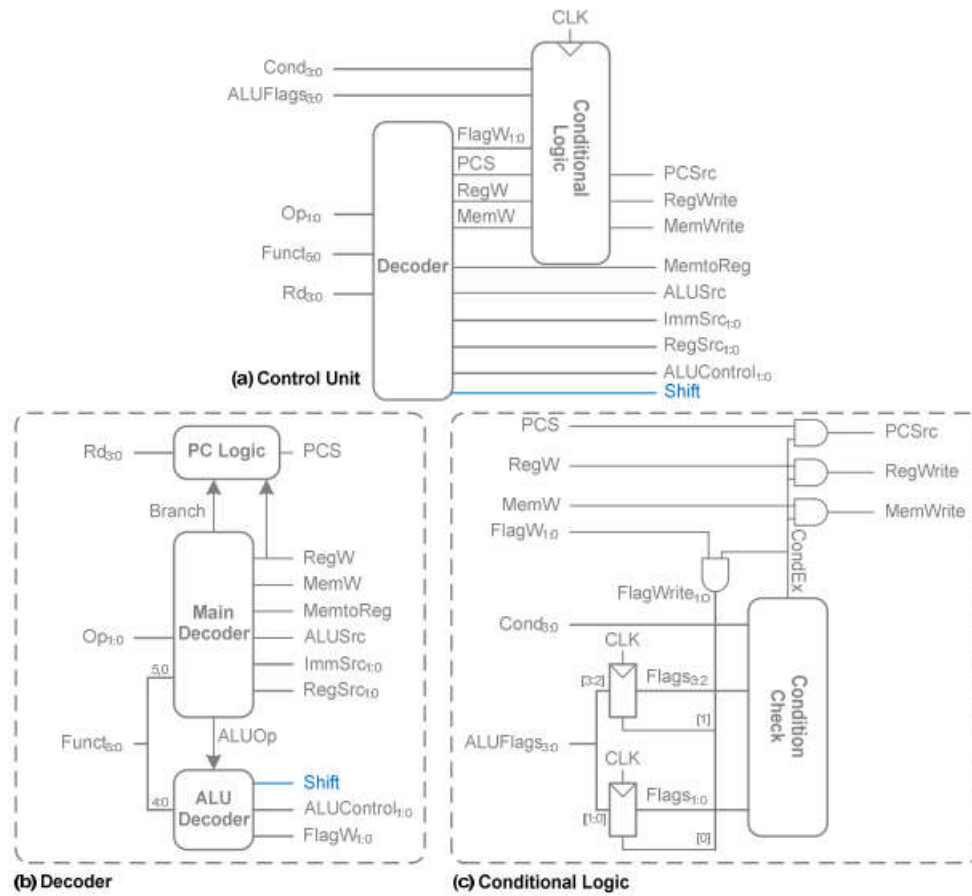 CLK
Cond3:0
ALUFlags3:0
Conditional
Logic
FlagW1:0
PCS
RegW
MemW
PCSrc
RegWrite
MemWrite
Op1:0
Funct5:0
Rd3:0
Decoder
MemtoReg
ALUSrc
ImmSrc1:0
RegSrc1:0
ALUControl1:0
Shift
(a) Control Unit
Rd3:0
PC Logic
PCS
Branch
Main
Decoder
RegW
MemW
MemtoReg
ALUSrc
ImmSrc1:0
RegSrc1:0
Op1:0
5,0
Funct5:0
ALUOp
4:0
ALU
Decoder
Shift
ALUControl1:0
FlagW1:0
(b) Decoder
PCS
RegW
MemW
FlagW1:0
PCSrc
RegWrite
MemWrite
CondEx
FlagWrite1:0
Cond3:0
CLK
[3:2]
Flags3:2
[1]
ALUFlags3:0
CLK
[1:0]
Flags1:0
[0]
Condition
Check
(c) Conditional Logic